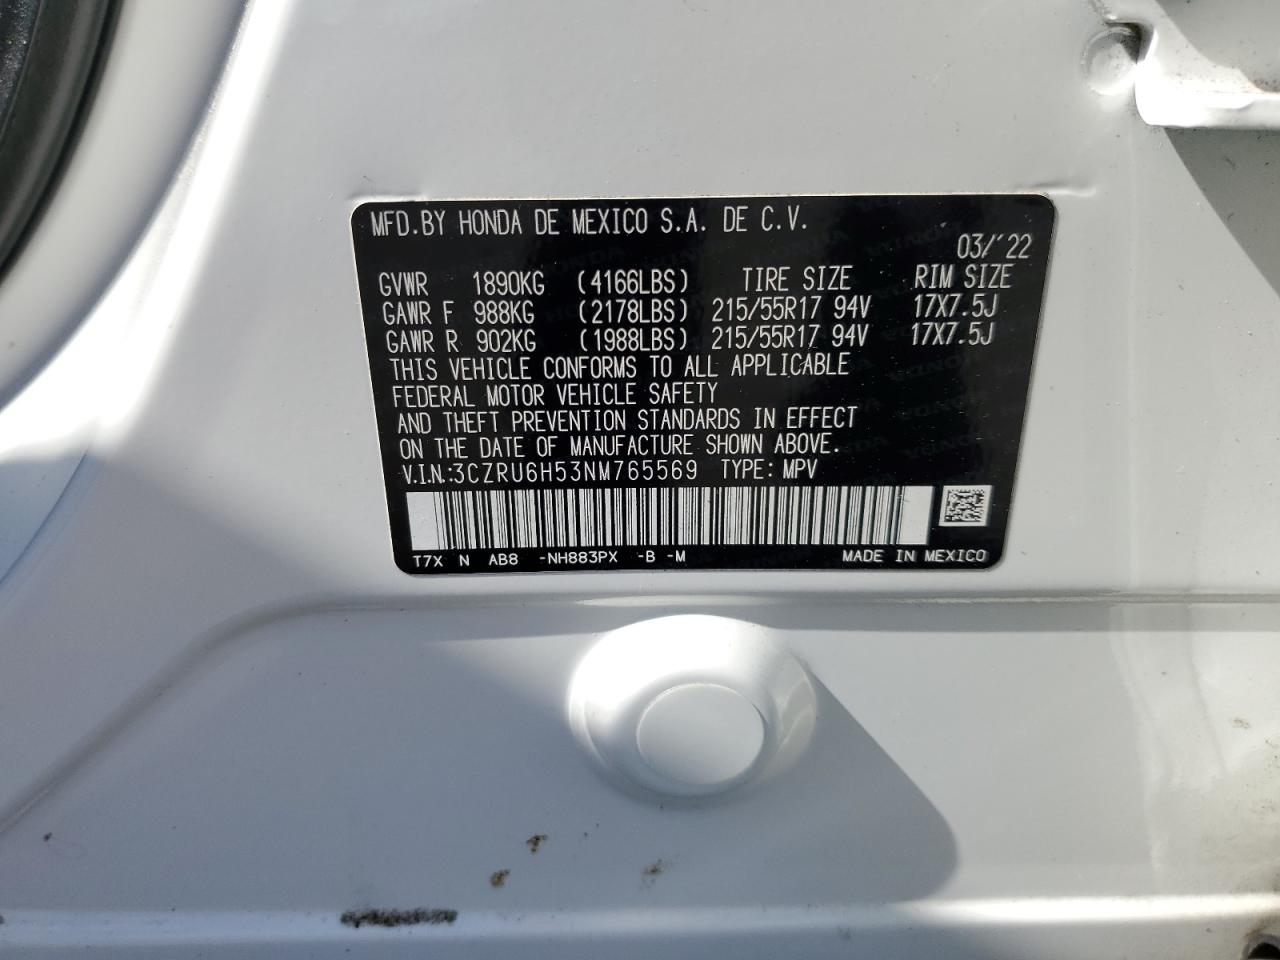 MFD.BY HONDA DE MEXICO S.A. DE C.V.
03/'22
GVWR 1890KG (4166LBS) TIRE SIZE RIM SIZE
GAWR F 988KG (2178LBS) 215/55R17 94V 17X7.5J
GAWR R 902KG (1988LBS) 215/55R17 94V 17X7.5J
THIS VEHICLE CONFORMS TO ALL APPLICABLE
FEDERAL MOTOR VEHICLE SAFETY
AND THEFT PREVENTION STANDARDS IN EFFECT
ON THE DATE OF MANUFACTURE SHOWN ABOVE.
V.I.N.:3CZRU6H53NM765569 TYPE: MPV
T7X N AB8 -NH883PX -B -M MADE IN MEXICO